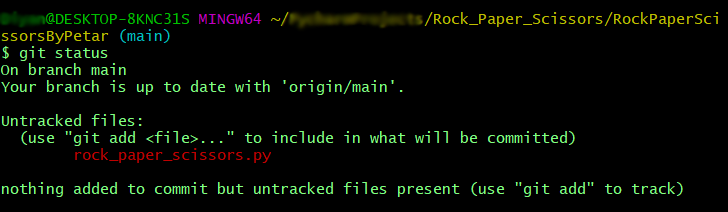 @DESKTOP-8KNC31S MINGW64 ~/ /Rock_Paper_Scissors/RockPaperSci
ssorsByPetar (main)
$ git status
On branch main
Your branch is up to date with 'origin/main'.
Untracked files:
(use "git add <file>..." to include in what will be committed)
rock_paper_scissors.py
nothing added to commit but untracked files present (use "git add" to track)